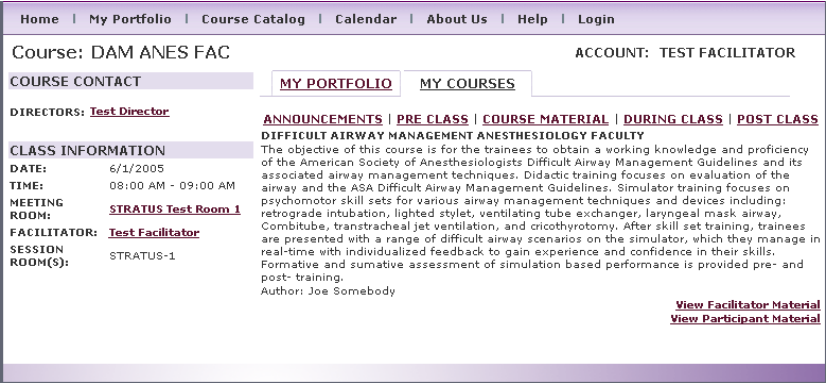 Home | My Portfolio | Course Catalog | Calendar | About Us | Help | Login
Course: DAM ANES FAC
ACCOUNT: TEST FACILITATOR
COURSE CONTACT
DIRECTORS: Test Director
CLASS INFORMATION
DATE: 6/1/2005
TIME: 08:00 AM - 09:00 AM
MEETING
ROOM: STRATUS Test Room 1
FACILITATOR: Test Facilitator
SESSION
ROOM(S): STRATUS-1
MY PORTFOLIO MY COURSES
ANNOUNCEMENTS | PRE CLASS | COURSE MATERIAL | DURING CLASS | POST CLASS
DIFFICULT AIRWAY MANAGEMENT ANESTHESIOLOGY FACULTY
The objective of this course is for the trainees to obtain a working knowledge and proficiency
of the American Society of Anesthesiologists Difficult Airway Management Guidelines and its
associated airway management techniques. Didactic training focuses on evaluation of the
airway and the ASA Difficult Airway Management Guidelines. Simulator training focuses on
psychomotor skill sets for various airway management techniques and devices including:
retrograde intubation, lighted stylet, ventilating tube exchanger, laryngeal mask airway,
Combitube, transtracheal jet ventilation, and cricothyrotomy. After skill set training, trainees
are presented with a range of difficult airway scenarios on the simulator, which they manage in
real-time with individualized feedback to gain experience and confidence in their skills.
Formative and sumative assessment of simulation based performance is provided pre- and
post- training.
Author: Joe Somebody
View Facilitator Material
View Participant Material